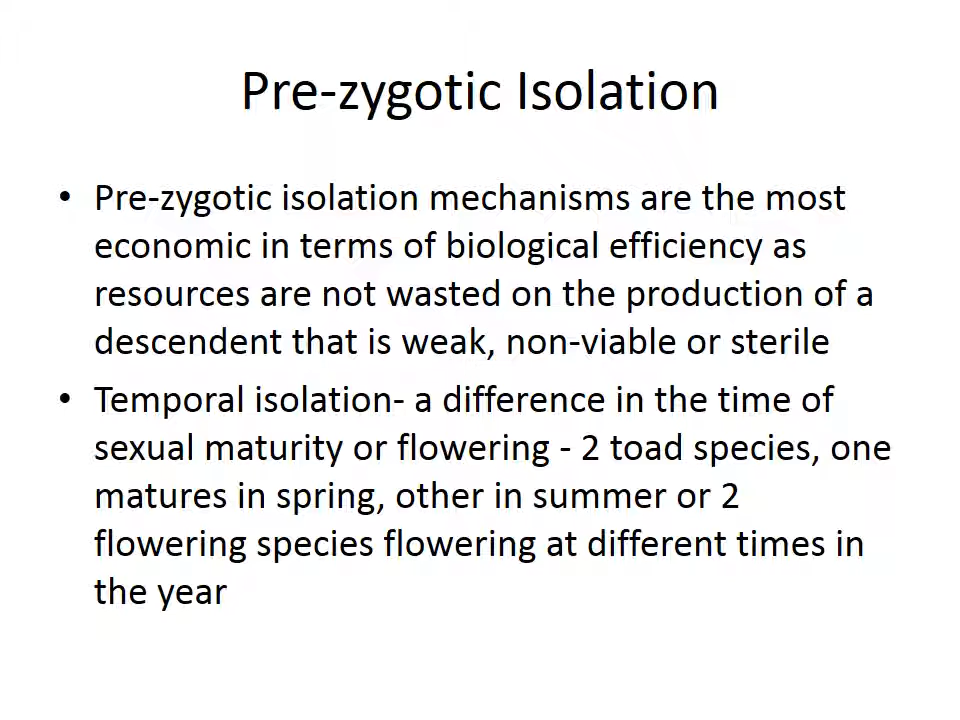 Pre-zygotic Isolation
• Pre-zygotic isolation mechanisms are the most
economic in terms of biological efficiency as
resources are not wasted on the production of a
descendent that is weak, non-viable or sterile
• Temporal isolation- a difference in the time of
sexual maturity or flowering - 2 toad species, one
matures in spring, other in summer or 2
flowering species flowering at different times in
the year